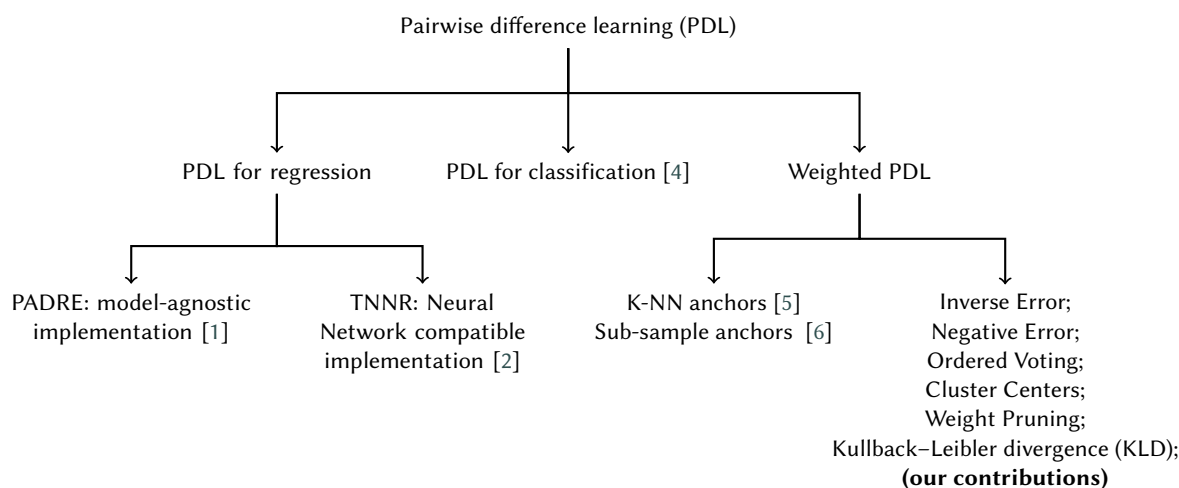 Pairwise difference learning (PDL)
PDL for regression
PDL for classification [4]
Weighted PDL
PADRE: model-agnostic
implementation [1]
TNNR: Neural
Network compatible
implementation [2]
K-NN anchors [5]
Sub-sample anchors [6]
Inverse Error;
Negative Error;
Ordered Voting;
Cluster Centers;
Weight Pruning;
Kullback–Leibler divergence (KLD);
(our contributions)